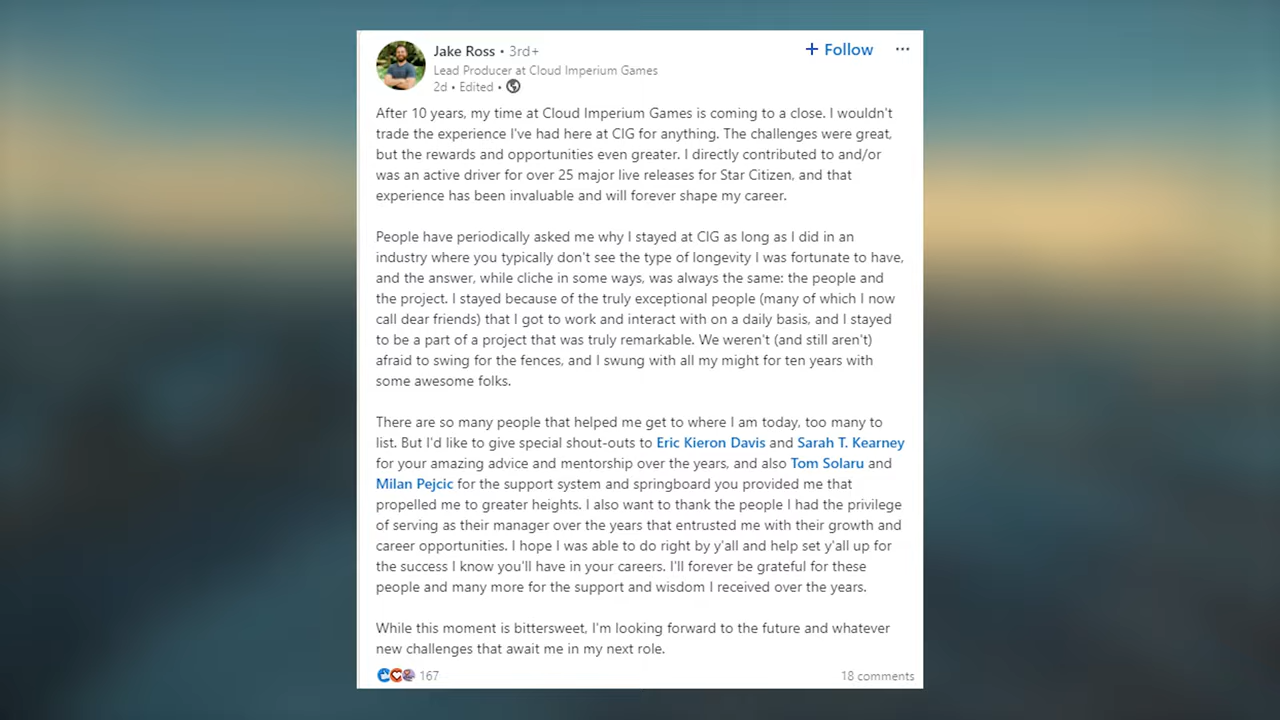 Jake Ross • 3rd+
+ Follow ...
Lead Producer at Cloud Imperium Games
2d • Edited •
After 10 years, my time at Cloud Imperium Games is coming to a close. I wouldn't
trade the experience I've had here at CIG for anything. The challenges were great,
but the rewards and opportunities even greater. I directly contributed to and/or
was an active driver for over 25 major live releases for Star Citizen, and that
experience has been invaluable and will forever shape my career.
People have periodically asked me why I stayed at CIG as long as I did in an
industry where you typically don't see the type of longevity I was fortunate to have,
and the answer, while cliche in some ways, was always the same: the people and
the project. I stayed because of the truly exceptional people (many of which I now
call dear friends) that I got to work and interact with on a daily basis, and I stayed
to be a part of a project that was truly remarkable. We weren't (and still aren't)
afraid to swing for the fences, and I swung with all my might for ten years with
some awesome folks.
There are so many people that helped me get to where I am today, too many to
list. But I'd like to give special shout-outs to Eric Kieron Davis and Sarah T. Kearney
for your amazing advice and mentorship over the years, and also Tom Solaru and
Milan Pejcic for the support system and springboard you provided me that
propelled me to greater heights. I also want to thank the people I had the privilege
of serving as their manager over the years that entrusted me with their growth and
career opportunities. I hope I was able to do right by y'all and help set y'all up for
the success I know you'll have in your careers. I'll forever be grateful for these
people and many more for the support and wisdom I received over the years.
While this moment is bittersweet, I'm looking forward to the future and whatever
new challenges that await me in my next role.
167
18 comments